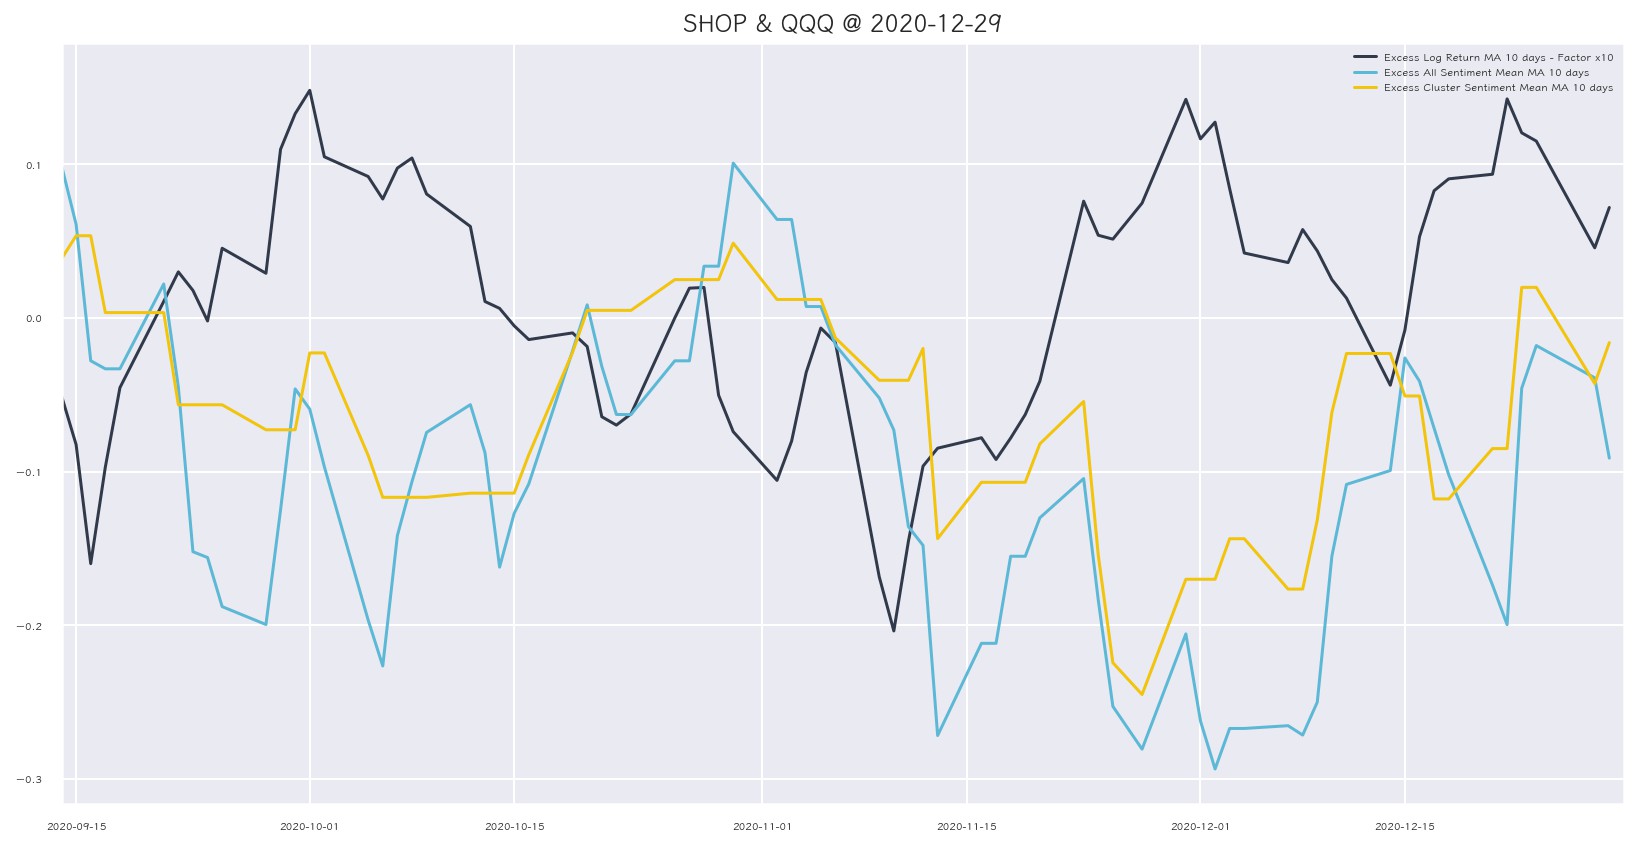 SHOP & QQQ @ 2020-12-29
Excess Log Return MA 10 days - Factor x10
Excess All Sentiment Mean MA 10 days
Excess Cluster Sentiment Mean MA 10 days
0.1
0.0
−0.1
−0.2
−0.3
2020-09-15 2020-10-01 2020-10-15 2020-11-01 2020-11-15 2020-12-01 2020-12-15